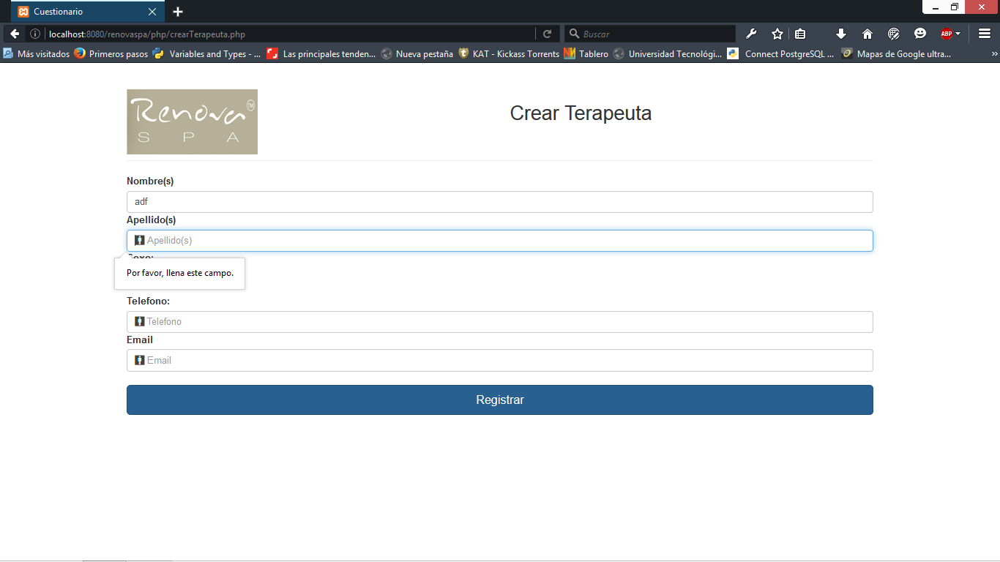 Cuestionario
localhost:8080/renovaspa/php/crearTerapeuta.php
Buscar
ABP
Más visitados Primeros pasos Variables and Types - ... Las principales tenden... Nueva pestaña KAT - Kickass Torrents Tablero Universidad Tecnológi... Connect PostgreSQL ... Mapas de Google ultra... »
Renova TM
SPA
Crear Terapeuta
Nombre(s)
adf
Apellido(s)
Apellido(s)
Por favor, llena este campo.
Telefono:
Telefono
Email
Email
Registrar